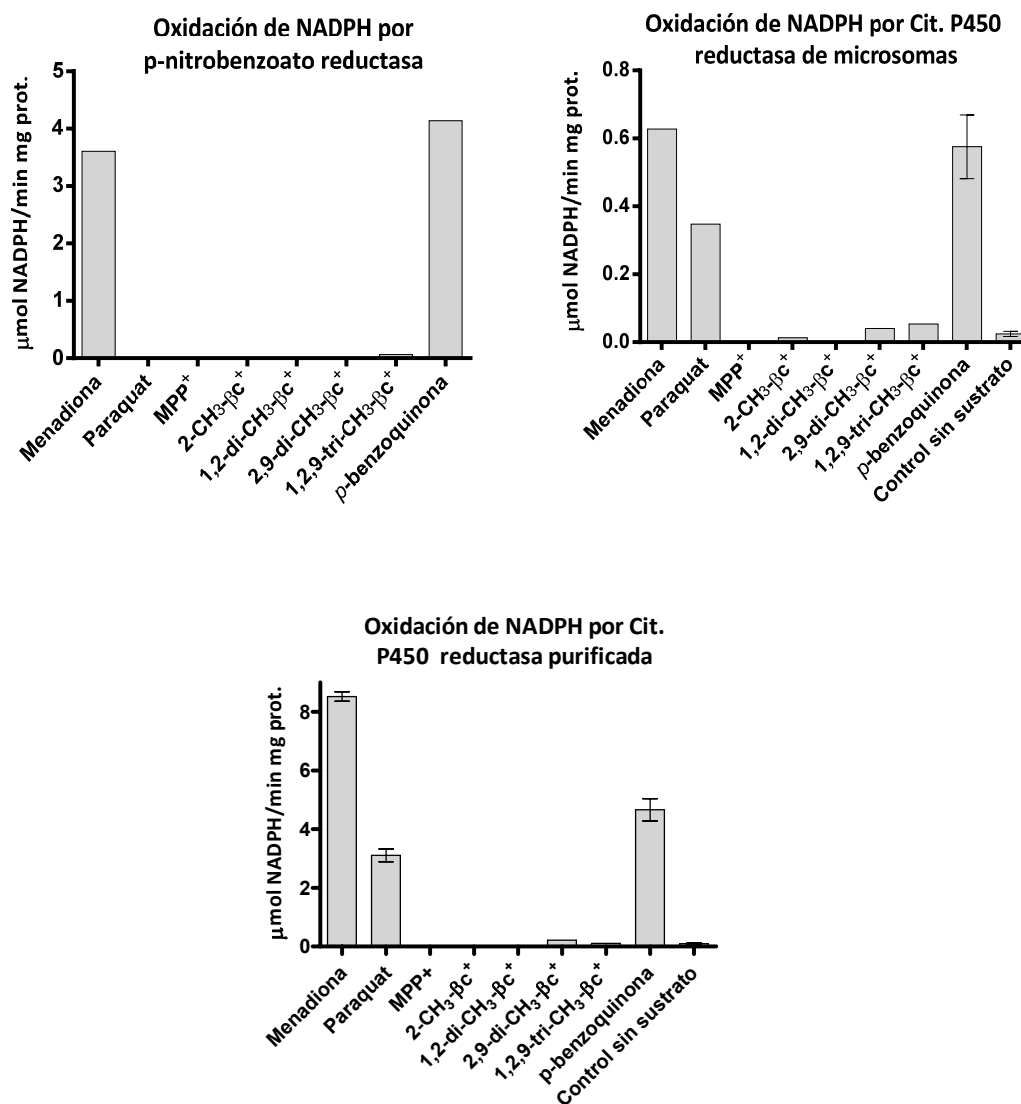 Oxidación de NADPH por
p-nitrobenzoato reductasa
μmol NADPH/min mg prot.
5
4
3
2
1
0
Menadiona
Paraquat
MPP⁺
2-CH₃-βc⁺
1,2-di-CH₃-βc⁺
2,9-di-CH₃-βc⁺
1,2,9-tri-CH₃-βc⁺
p-benzoquinona
Oxidación de NADPH por Cit. P450
reductasa de microsomas
μmol NADPH/min mg prot.
0.8
0.6
0.4
0.2
0.0
Menadiona
Paraquat
MPP⁺
2-CH₃-βc⁺
1,2-di-CH₃-βc⁺
2,9-di-CH₃-βc⁺
1,2,9-tri-CH₃-βc⁺
p-benzoquinona
Control sin sustrato
Oxidación de NADPH por Cit.
P450 reductasa purificada
μmol NADPH/min mg prot.
8
6
4
2
0
Menadiona
Paraquat
MPP+
2-CH₃-βc⁺
1,2-di-CH₃-βc⁺
2,9-di-CH₃-βc⁺
1,2,9-tri-CH₃-βc⁺
p-benzoquinona
Control sin sustrato